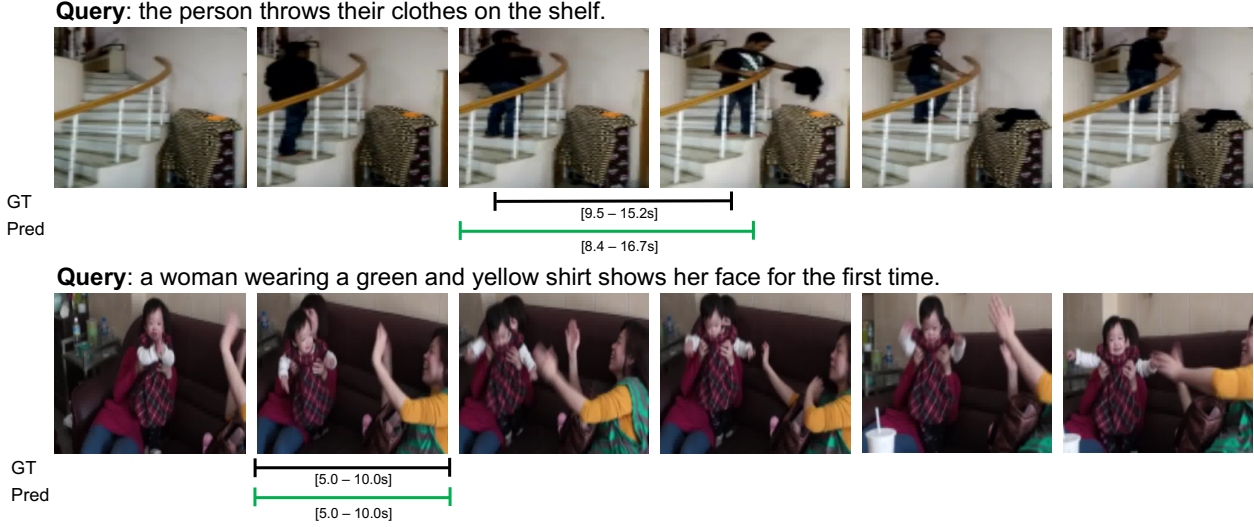 Query: the person throws their clothes on the shelf.
GT
[9.5 – 15.2s]
Pred
[8.4 – 16.7s]
Query: a woman wearing a green and yellow shirt shows her face for the first time.
GT
[5.0 – 10.0s]
Pred
[5.0 – 10.0s]